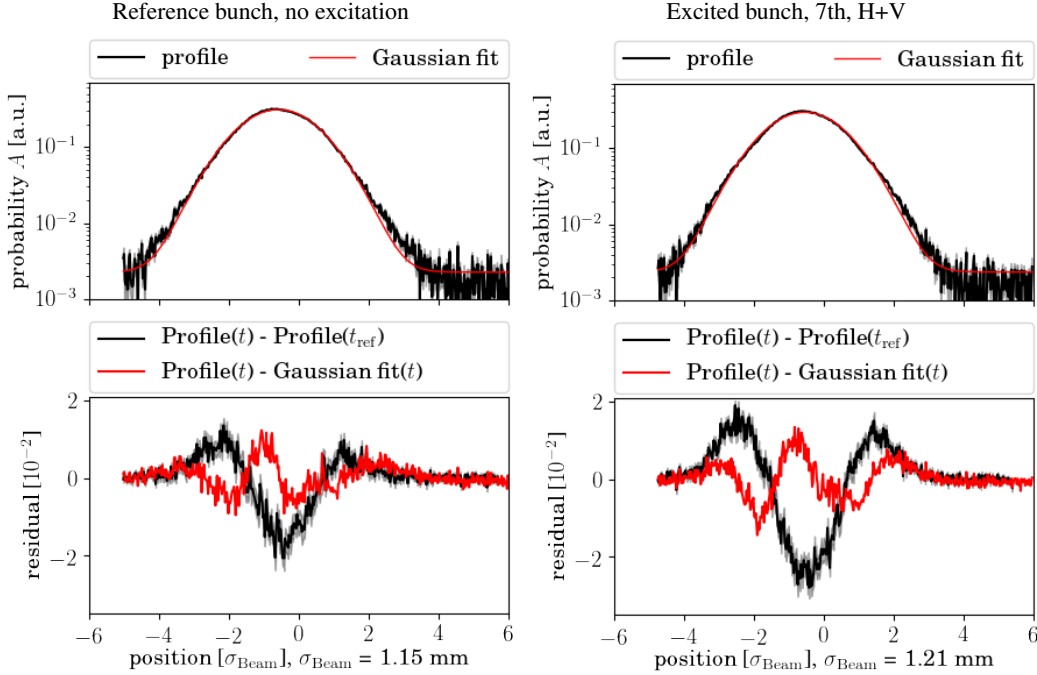 Reference bunch, no excitation
profile
Gaussian fit
probability A [a.u.]
10⁻¹
10⁻²
10⁻³
Profile(t) - Profile(t_ref)
Profile(t) - Gaussian fit(t)
residual [10⁻²]
2
0
−2
−6 −4 −2 0 2 4 6
position [σ_Beam], σ_Beam = 1.15 mm
Excited bunch, 7th, H+V
profile
Gaussian fit
probability A [a.u.]
10⁻¹
10⁻²
10⁻³
Profile(t) - Profile(t_ref)
Profile(t) - Gaussian fit(t)
residual [10⁻²]
2
0
−2
−6 −4 −2 0 2 4 6
position [σ_Beam], σ_Beam = 1.21 mm